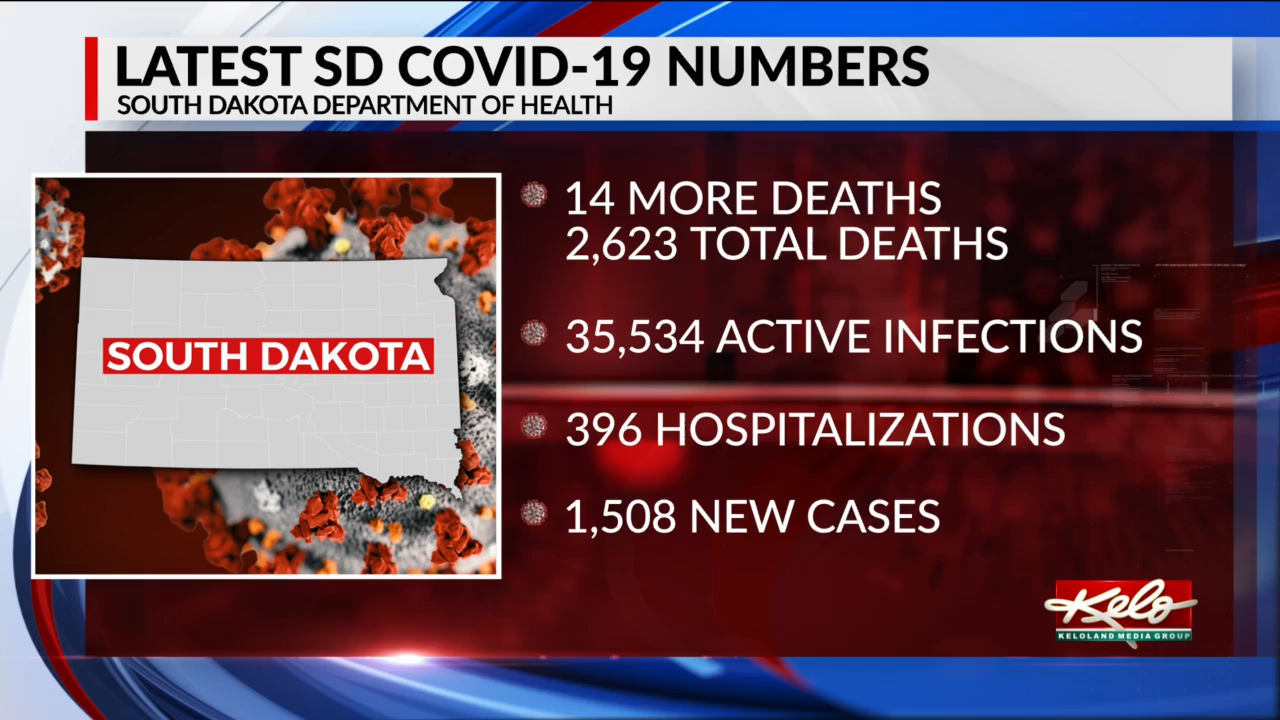 LATEST SD COVID-19 NUMBERS
SOUTH DAKOTA DEPARTMENT OF HEALTH
SOUTH DAKOTA
14 MORE DEATHS
2,623 TOTAL DEATHS
35,534 ACTIVE INFECTIONS
396 HOSPITALIZATIONS
1,508 NEW CASES
Kelo
KELOLAND MEDIA GROUP